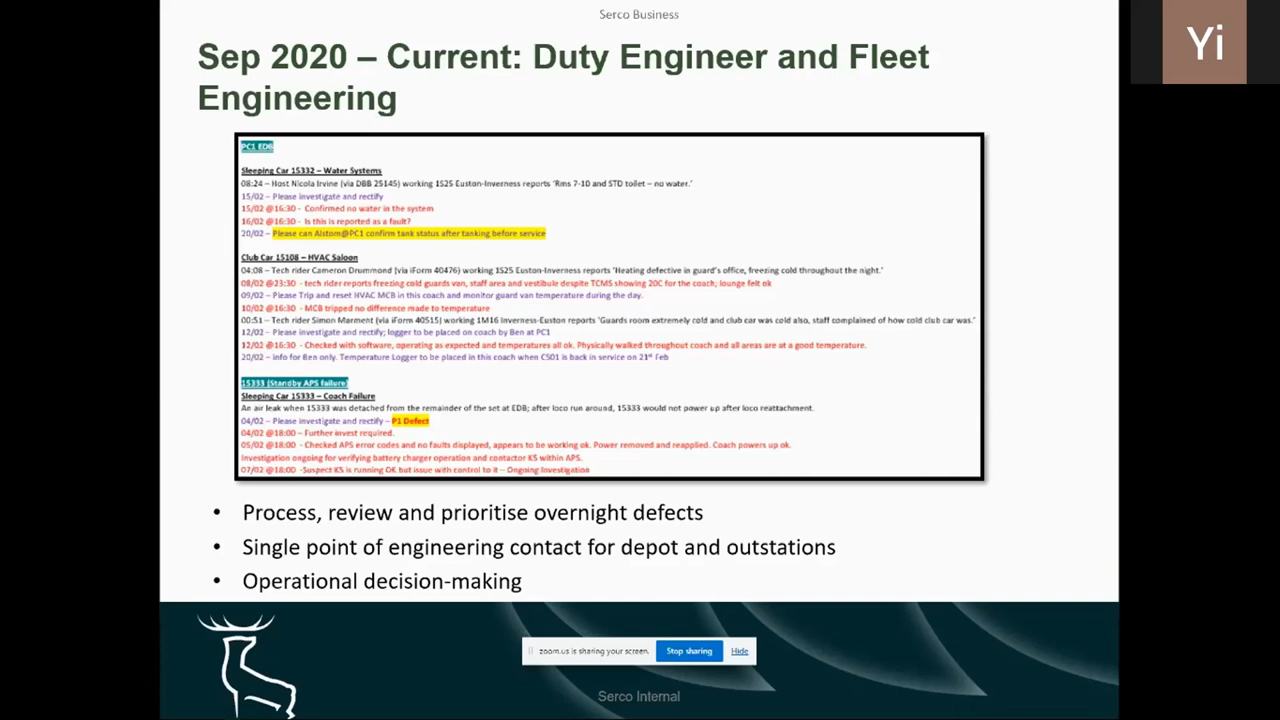 Serco Business
Yi
Sep 2020 – Current: Duty Engineer and Fleet
Engineering
PC1 EDB
Sleeping Car 15332 – Water Systems
08:24 – Host Nicola Irvine (via DBB 25145) working 1S25 Euston-Inverness reports 'Rms 7-10 and STD toilet – no water.'
15/02 – Please investigate and rectify
15/02 @16:30 - Confirmed no water in the system
16/02 @16:30 - Is this is reported as a fault?
20/02 – Please can Alstom@PC1 confirm tank status after tanking before service
Club Car 15108 – HVAC Saloon
04:08 – Tech rider Cameron Drummond (via iForm 40476) working 1S25 Euston-Inverness reports 'Heating defective in guard's office, freezing cold throughout the night.'
08/02 @23:30 - tech rider reports freezing cold guards van, staff area and vestibule despite TCMS showing 20C for the coach; lounge felt ok
09/02 – Please Trip and reset HVAC MCB in this coach and monitor guard van temperature during the day.
10/02 @16:30 – MCB tripped no difference made to temperature
00:51 – Tech rider Simon Marment (via iForm 40515) working 1M16 Inverness-Euston reports 'Guards room extremely cold and club car was cold also, staff complained of how cold club car was.'
12/02 – Please investigate and rectify; logger to be placed on coach by Ben at PC1
12/02 @16:30 – Checked with software, operating as expected and temperatures all ok. Physically walked throughout coach and all areas are at a good temperature.
20/02 – info for Ben only. Temperature Logger to be placed in this coach when CS01 is back in service on 21st Feb
15333 (Standby APS failure)
Sleeping Car 15333 – Coach Failure
An air leak when 15333 was detached from the remainder of the set at EDB; after loco run around, 15333 would not power up after loco reattachment.
04/02 – Please investigate and rectify – P1 Defect
04/02 @18:00 – Further invest required.
05/02 @18:00 - Checked APS error codes and no faults displayed, appears to be working ok. Power removed and reapplied. Coach powers up ok.
Investigation ongoing for verifying battery charger operation and contactor K5 within APS.
07/02 @18:00 -Suspect K5 is running OK but issue with control to it – Ongoing Investigation
• Process, review and prioritise overnight defects
• Single point of engineering contact for depot and outstations
• Operational decision-making
zoom.us is sharing your screen. Stop sharing Hide
Serco Internal